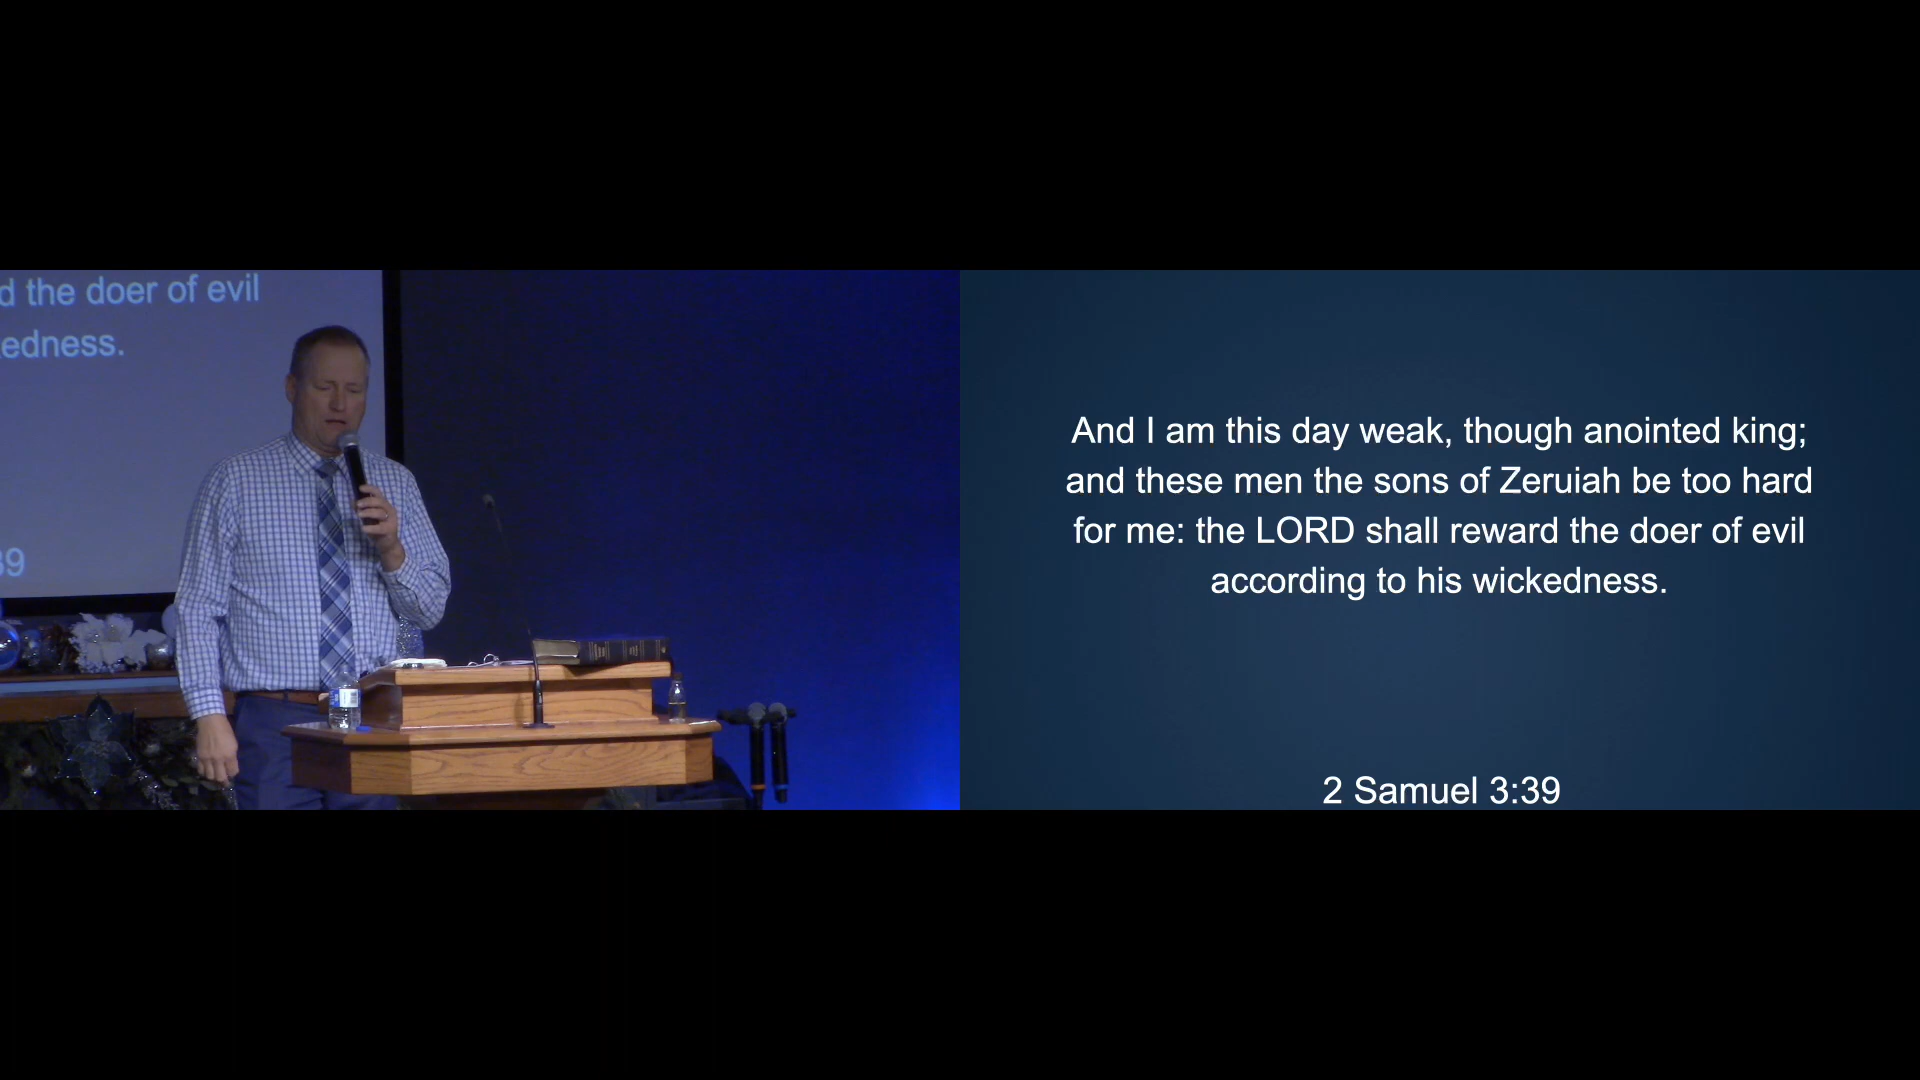 d the doer of evil
kedness.
39
And I am this day weak, though anointed king;
and these men the sons of Zeruiah be too hard
for me: the LORD shall reward the doer of evil
according to his wickedness.
2 Samuel 3:39